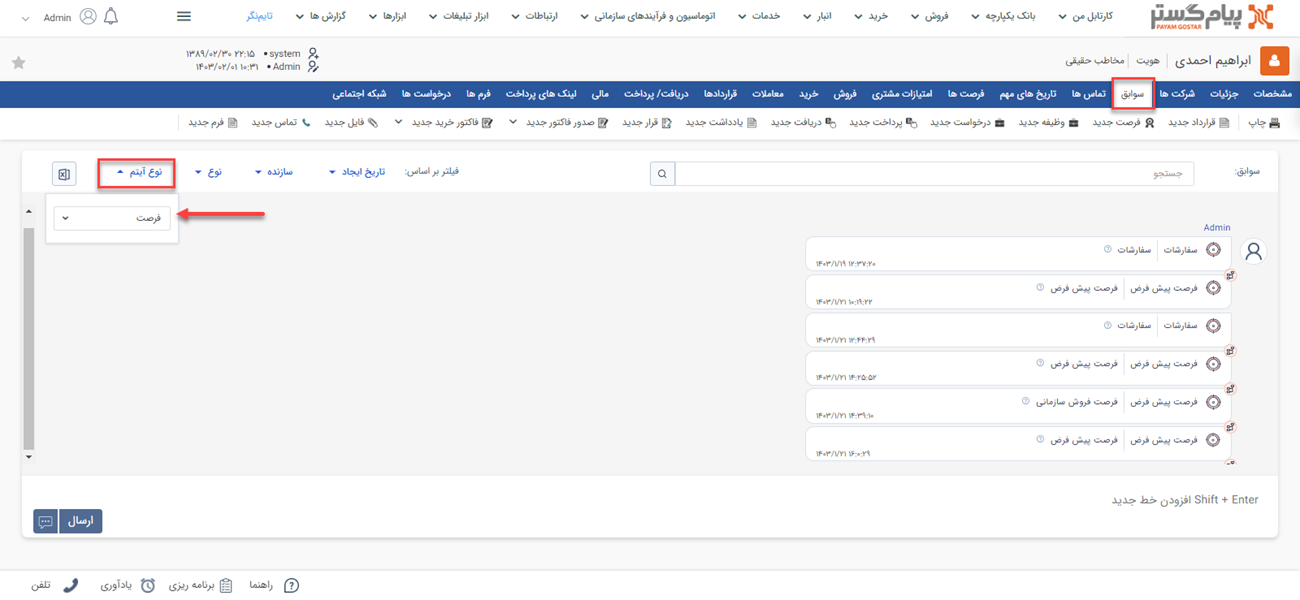 پیام گستر
PAYAM GOSTAR
کارتابل من
بانک یکپارچه
فروش
خرید
انبار
خدمات
اتوماسیون و فرآیندهای سازمانی
ارتباطات
ابزار تبلیغات
ابزارها
گزارش ها
تایم‌نگر
Admin
ابراهیم احمدی
هویت
مخاطب حقیقی
system • ۱۳۸۹/۰۲/۳۰ ۲۲:۱۵
Admin • ۱۴۰۳/۰۲/۰۱ ۱۰:۳۱
مشخصات
جزئیات
شرکت ها
سوابق
تماس ها
تاریخ های مهم
فرصت ها
امتیازات مشتری
فروش
خرید
معاملات
مالی
قراردادها
دریافت/ پرداخت
لینک های پرداخت
فرم ها
درخواست ها
شبکه اجتماعی
چاپ
قرارداد جدید
فرصت جدید
وظیفه جدید
درخواست جدید
پرداخت جدید
دریافت جدید
یادداشت جدید
قرار جدید
صدور فاکتور جدید
فاکتور خرید جدید
فایل جدید
تماس جدید
فرم جدید
سوابق:
جستجو
فیلتر بر اساس:
تاریخ ایجاد
سازنده
نوع
نوع آیتم
فرصت
Admin
سفارشات | سفارشات
۱۴۰۳/۱/۱۹ ۱۲:۳۷:۲۰
فرصت پیش فرض | فرصت پیش فرض
۱۴۰۳/۱/۲۱ ۱۰:۱۹:۲۲
سفارشات | سفارشات
۱۴۰۳/۱/۲۱ ۱۲:۴۴:۲۹
فرصت پیش فرض | فرصت پیش فرض
۱۴۰۳/۱/۲۱ ۱۴:۲۵:۵۲
فرصت پیش فرض | فرصت فروش سازمانی
۱۴۰۳/۱/۲۱ ۱۴:۳۹:۱۰
فرصت پیش فرض | فرصت پیش فرض
۱۴۰۳/۱/۲۱ ۱۶:۰:۲۹
Shift + Enter افزودن خط جدید
ارسال
راهنما
برنامه ریزی
یادآوری
تلفن